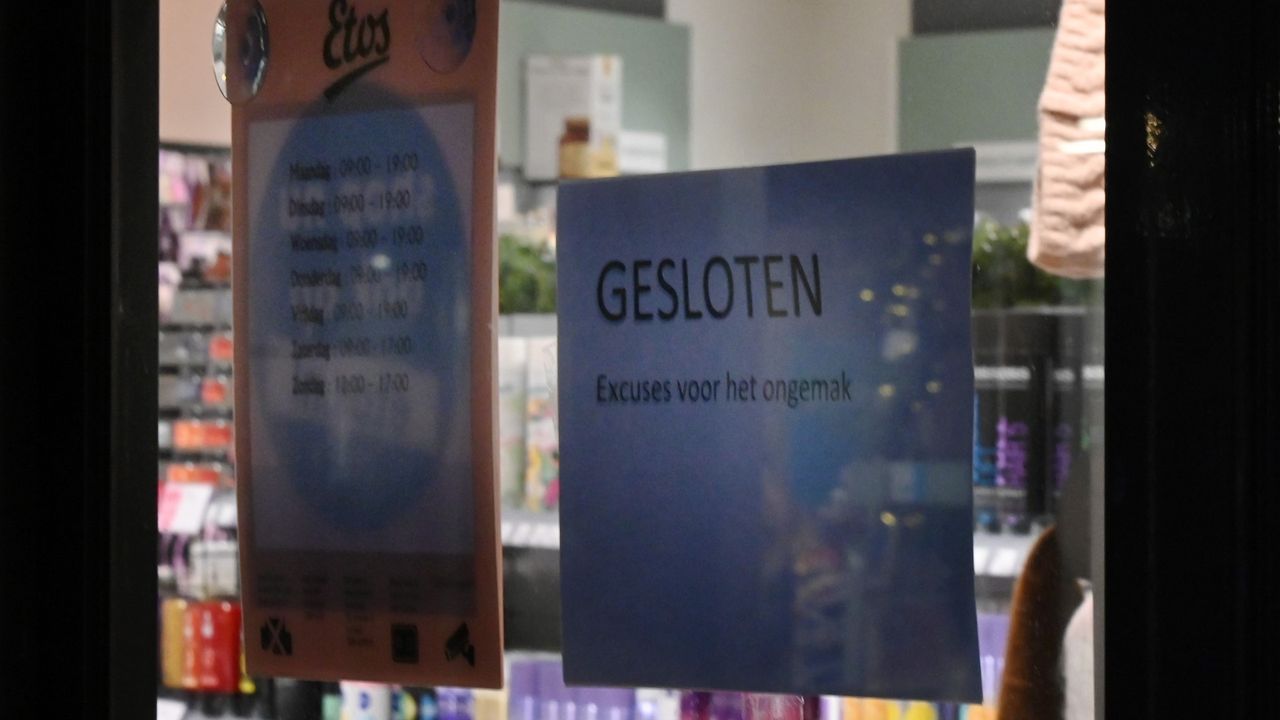 Etos
Maandag 09:00 - 19:00
Dinsdag 09:00 - 19:00
Woensdag 09:00 - 19:00
Donderdag 09:00 - 19:00
Vrijdag 09:00 - 19:00
Zaterdag 09:00 - 17:00
Zondag 12:00 - 17:00
GESLOTEN
Excuses voor het ongemak